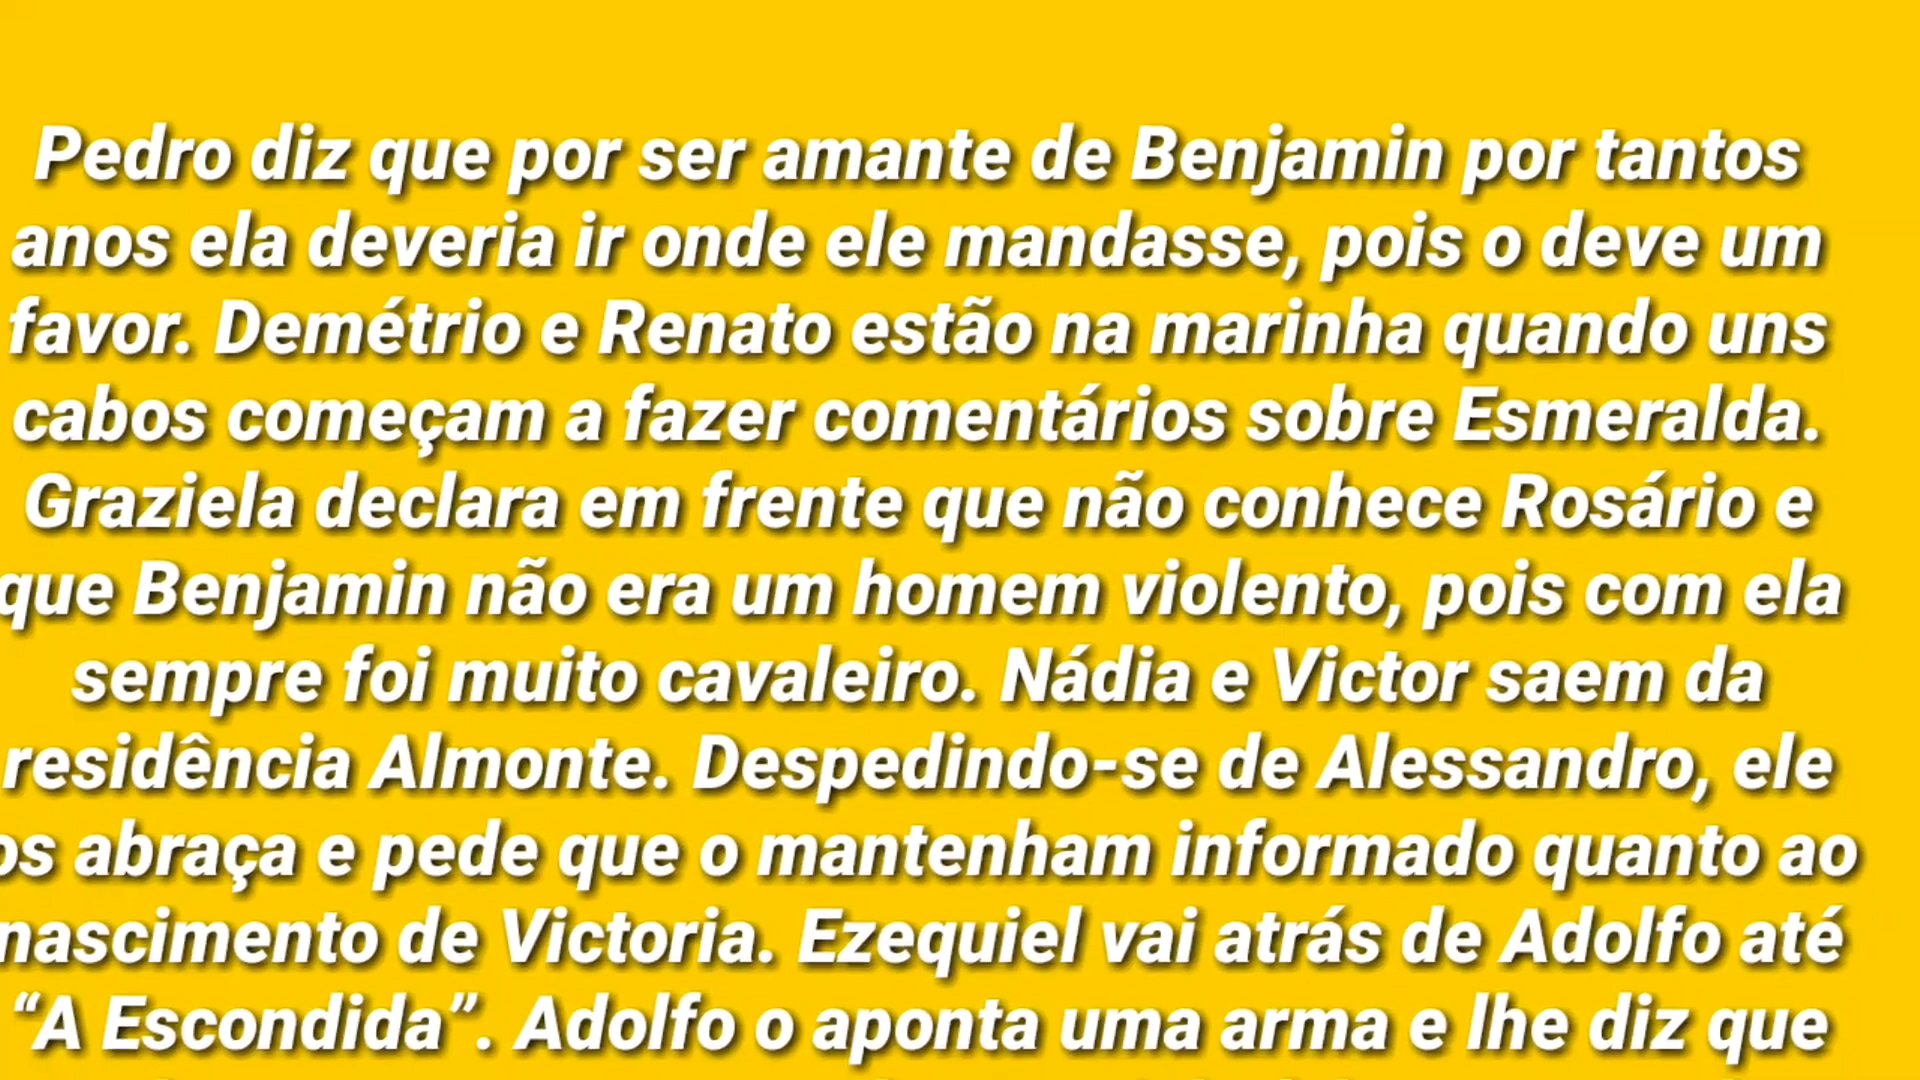 Pedro diz que por ser amante de Benjamin por tantos
anos ela deveria ir onde ele mandasse, pois o deve um
favor. Demétrio e Renato estão na marinha quando uns
cabos começam a fazer comentários sobre Esmeralda.
Graziela declara em frente que não conhece Rosário e
que Benjamin não era um homem violento, pois com ela
sempre foi muito cavaleiro. Nádia e Victor saem da
residência Almonte. Despedindo-se de Alessandro, ele
os abraça e pede que o mantenham informado quanto ao
nascimento de Victoria. Ezequiel vai atrás de Adolfo até
“A Escondida”. Adolfo o aponta uma arma e lhe diz que